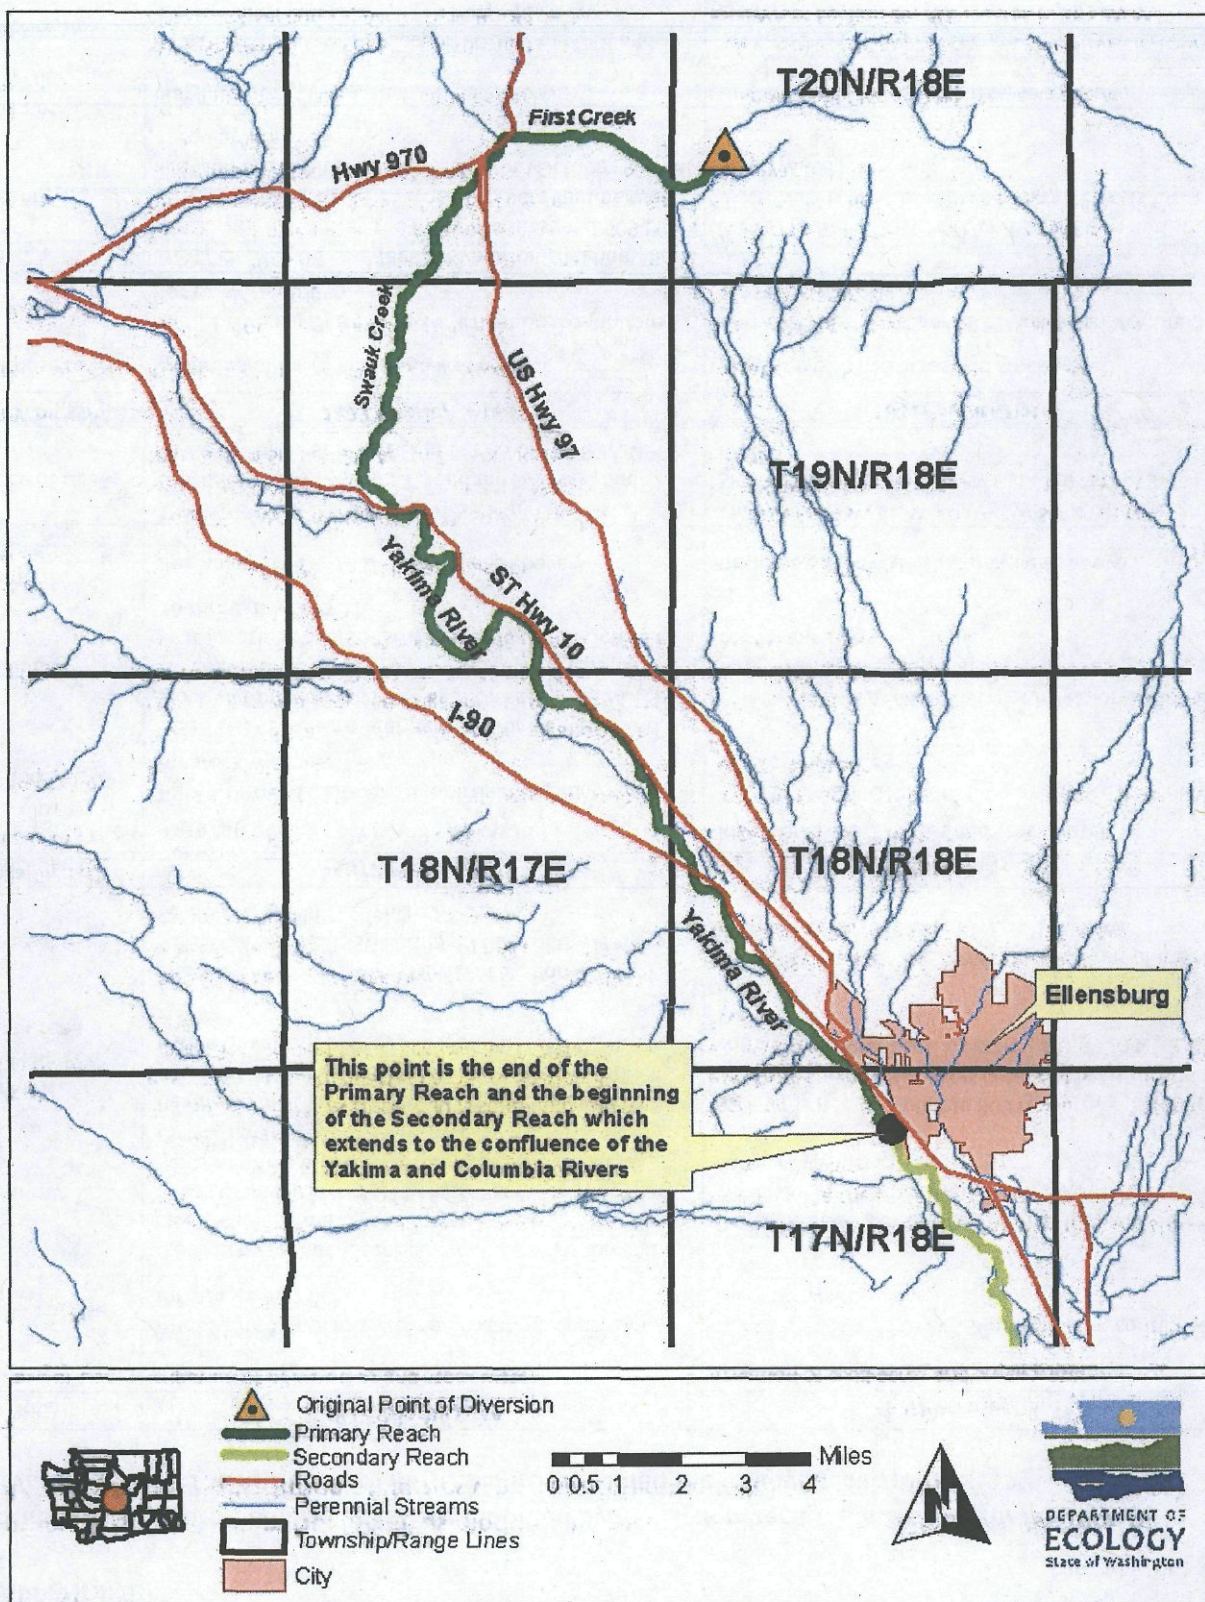 T20N/R18E
First Creek
Hwy 970
Swauk Creek
US Hwy 97
T19N/R18E
Yakima River
ST Hwy 10
I-90
T18N/R17E
T18N/R18E
Yakima River
Ellensburg
This point is the end of the
Primary Reach and the beginning
of the Secondary Reach which
extends to the confluence of the
Yakima and Columbia Rivers
T17N/R18E
Original Point of Diversion
Primary Reach
Secondary Reach
Roads
Perennial Streams
Township/Range Lines
City
Miles
0 0.5 1 2 3 4
N
DEPARTMENT OF
ECOLOGY
State of Washington